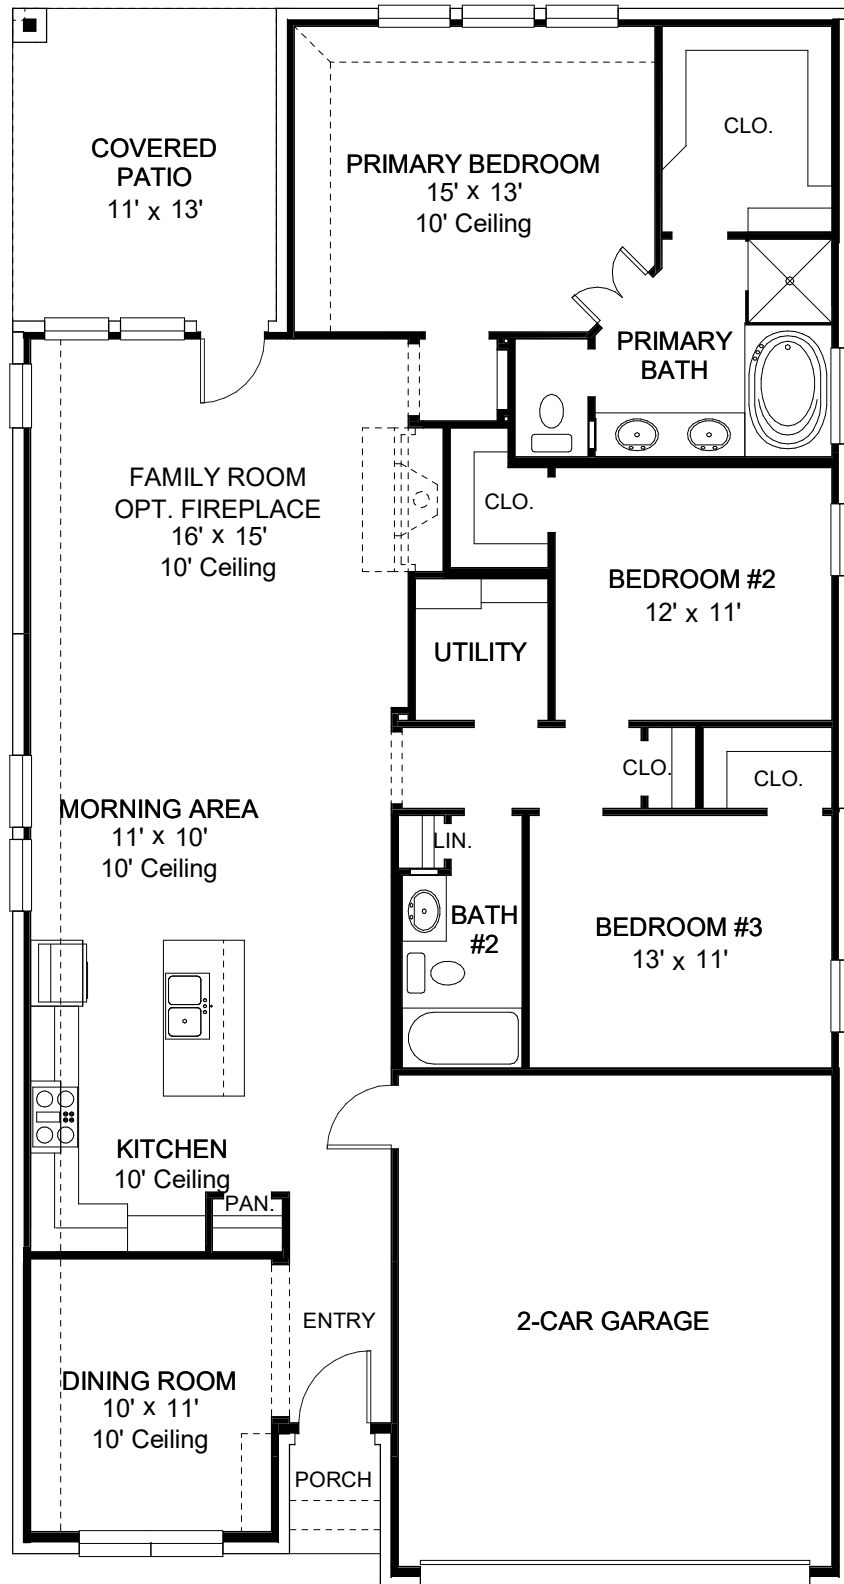 COVERED
PATIO
11' x 13'
PRIMARY BEDROOM
15' x 13'
10' Ceiling
CLO.
PRIMARY
BATH
FAMILY ROOM
OPT. FIREPLACE
16' x 15'
10' Ceiling
CLO.
BEDROOM #2
12' x 11'
UTILITY
CLO.
CLO.
MORNING AREA
11' x 10'
10' Ceiling
LIN.
BATH
#2
BEDROOM #3
13' x 11'
KITCHEN
10' Ceiling
PAN.
ENTRY
2-CAR GARAGE
DINING ROOM
10' x 11'
10' Ceiling
PORCH